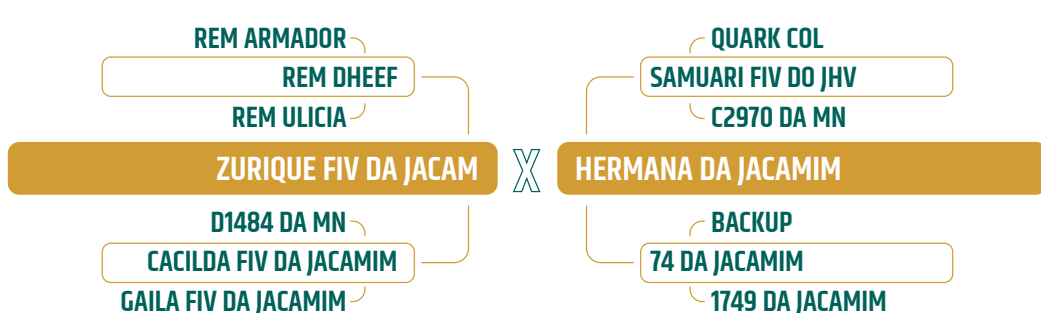 REM ARMADOR
REM DHEEF
REM ULICIA
ZURIQUE FIV DA JACAM
D1484 DA MN
CACILDA FIV DA JACAMIM
GAILA FIV DA JACAMIM
X
QUARK COL
SAMUARI FIV DO JHV
C2970 DA MN
HERMANA DA JACAMIM
BACKUP
74 DA JACAMIM
1749 DA JACAMIM